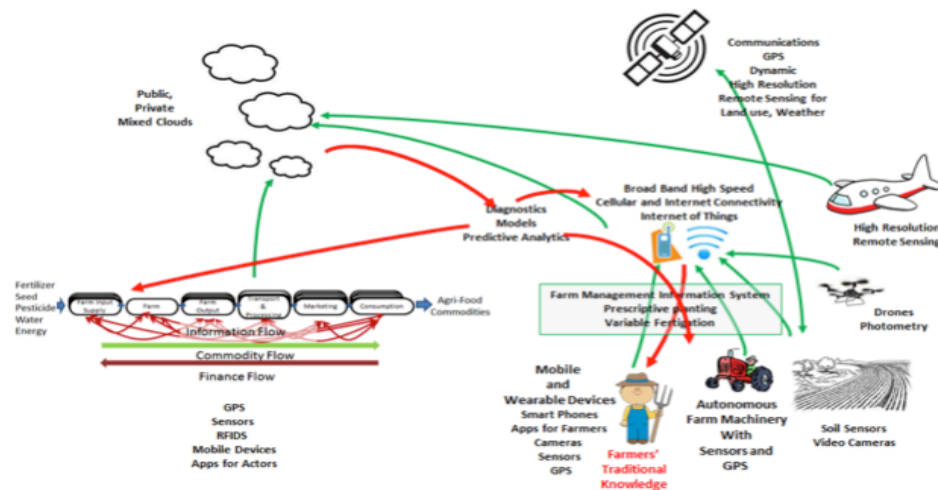 Public,
Private
Mixed Clouds
Communications
GPS
Dynamic
High Resolution
Remote Sensing for
Land use, Weather
High Resolution
Remote Sensing
Broad Band High Speed
Cellular and Internet Connectivity
Internet of Things
Diagnostics
Models
Predictive Analytics
Fertilizer
Seed
Pesticide
Water
Energy
Farm Input
Supply
Farm
Farm
Output
Transport
&
Processing
Marketing
Consumption
Agri-Food
Commodities
Information Flow
Commodity Flow
Finance Flow
GPS
Sensors
RFIDS
Mobile Devices
Apps for Actors
Farm Management Information System
Prescriptive planting
Variable Fertigation
Drones
Photometry
Mobile
and
Wearable Devices
Smart Phones
Apps for Farmers
Cameras
Sensors
GPS
Farmers'
Traditional
Knowledge
Autonomous
Farm Machinery
With
Sensors and
GPS
Soil Sensors
Video Cameras